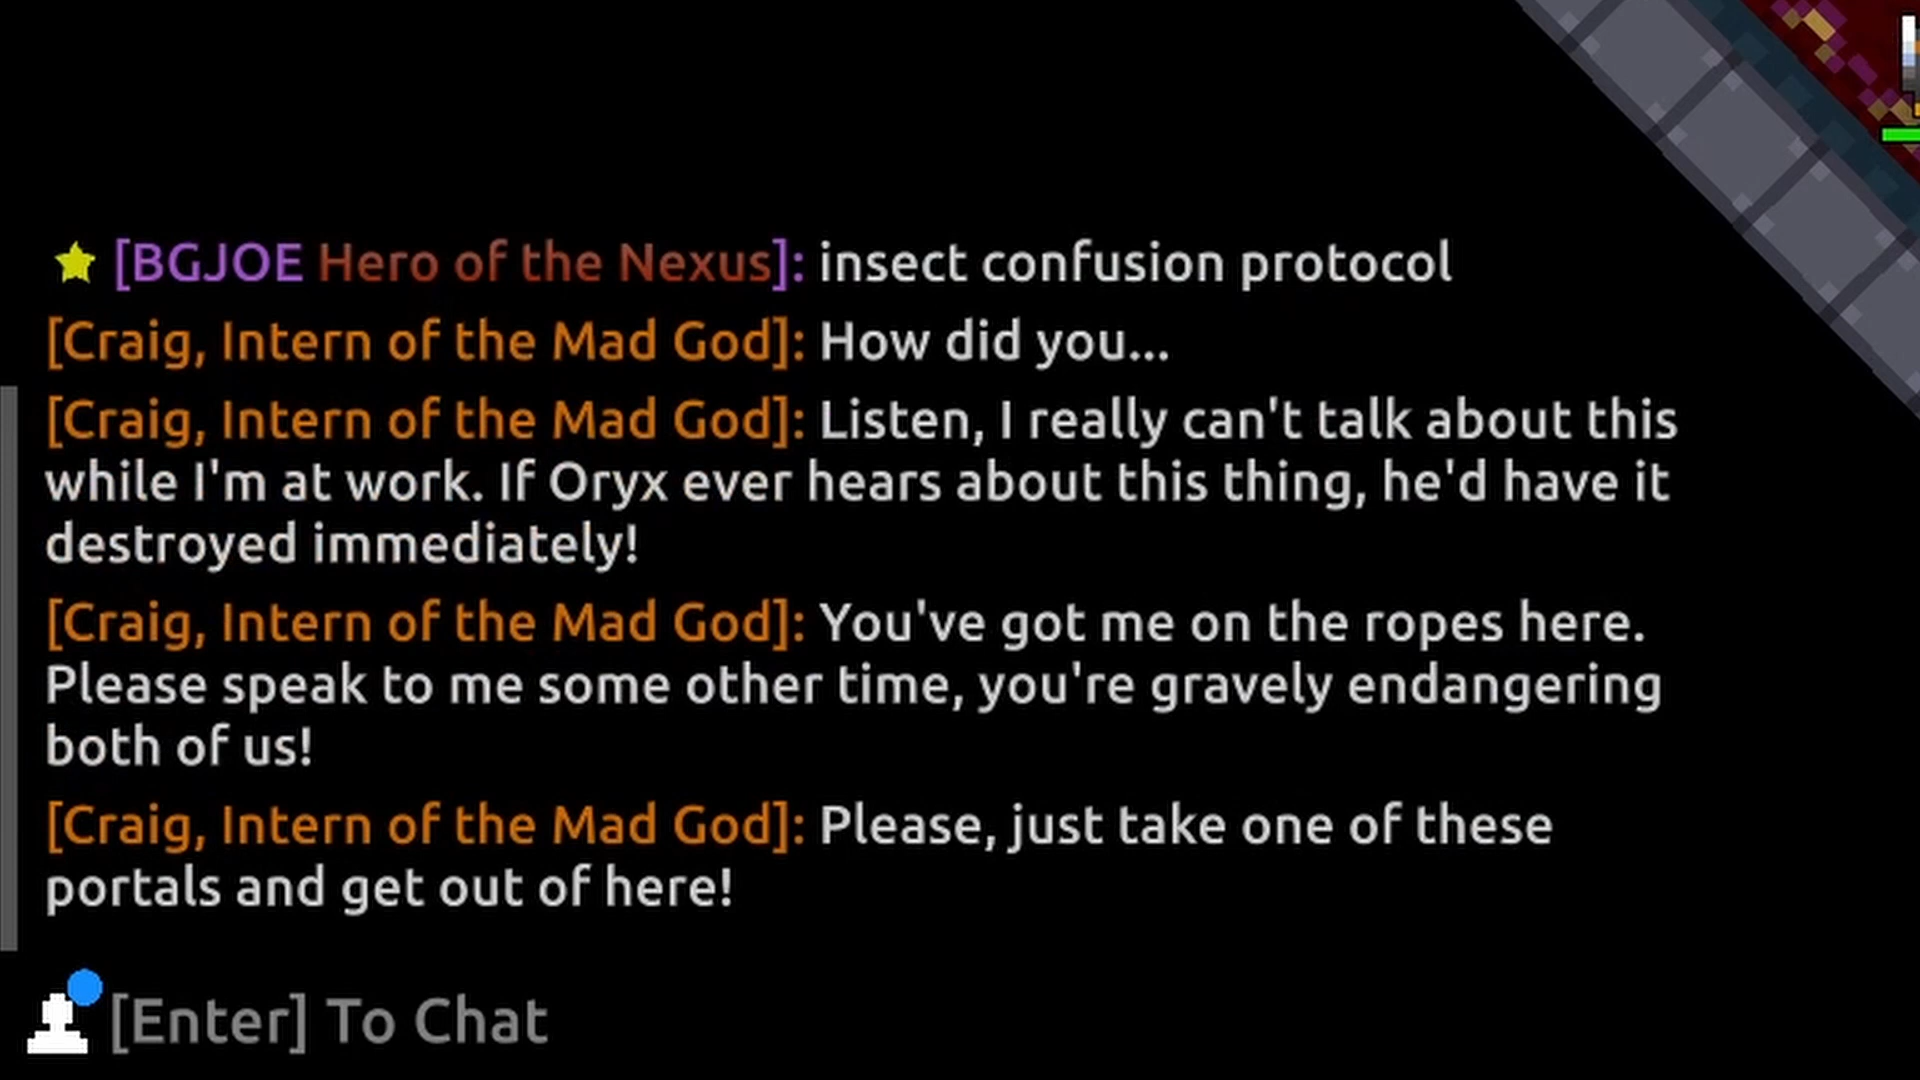 [BGJOE Hero of the Nexus]: insect confusion protocol
[Craig, Intern of the Mad God]: How did you...
[Craig, Intern of the Mad God]: Listen, I really can't talk about this
while I'm at work. If Oryx ever hears about this thing, he'd have it
destroyed immediately!
[Craig, Intern of the Mad God]: You've got me on the ropes here.
Please speak to me some other time, you're gravely endangering
both of us!
[Craig, Intern of the Mad God]: Please, just take one of these
portals and get out of here!
[Enter] To Chat